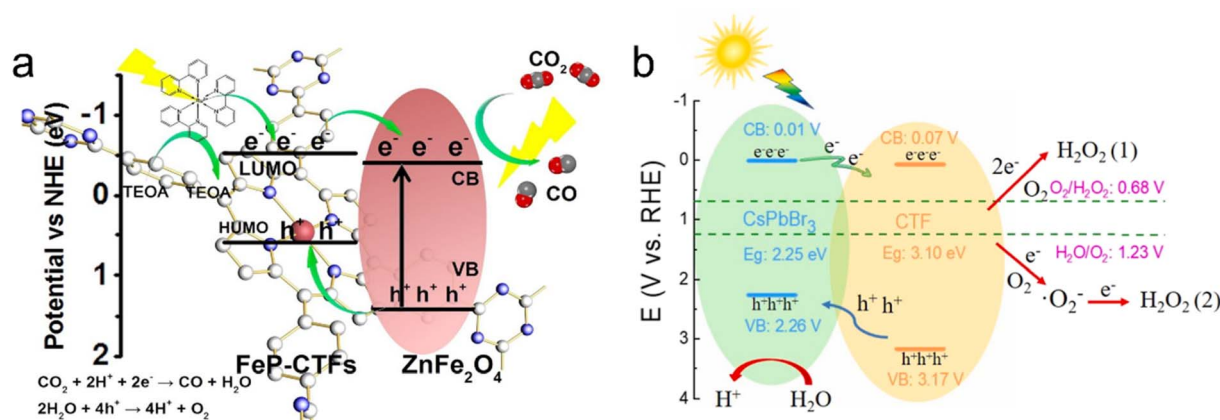 a
Potential vs NHE (eV)
-1
0
1
2
TEOA
TEOA
e⁻ e⁻ e⁻
LUMO
HUMO
h⁺ h⁺
FeP-CTFs
e⁻ e⁻ e⁻
CB
VB
h⁺ h⁺ h⁺
ZnFe₂O₄
CO₂
CO
CO₂ + 2H⁺ + 2e⁻ → CO + H₂O
2H₂O + 4h⁺ → 4H⁺ + O₂
b
E (V vs. RHE)
-1
0
1
2
3
4
CB: 0.01 V
e⁻e⁻e⁻
CsPbBr₃
Eg: 2.25 eV
h⁺h⁺h⁺
VB: 2.26 V
H⁺
H₂O
e⁻
e⁻
h⁺ h⁺
CB: 0.07 V
e⁻e⁻e⁻
CTF
Eg: 3.10 eV
h⁺h⁺h⁺
VB: 3.17 V
2e⁻
H₂O₂ (1)
O₂
O₂/H₂O₂: 0.68 V
H₂O/O₂: 1.23 V
e⁻
O₂
·O₂⁻
e⁻
H₂O₂ (2)